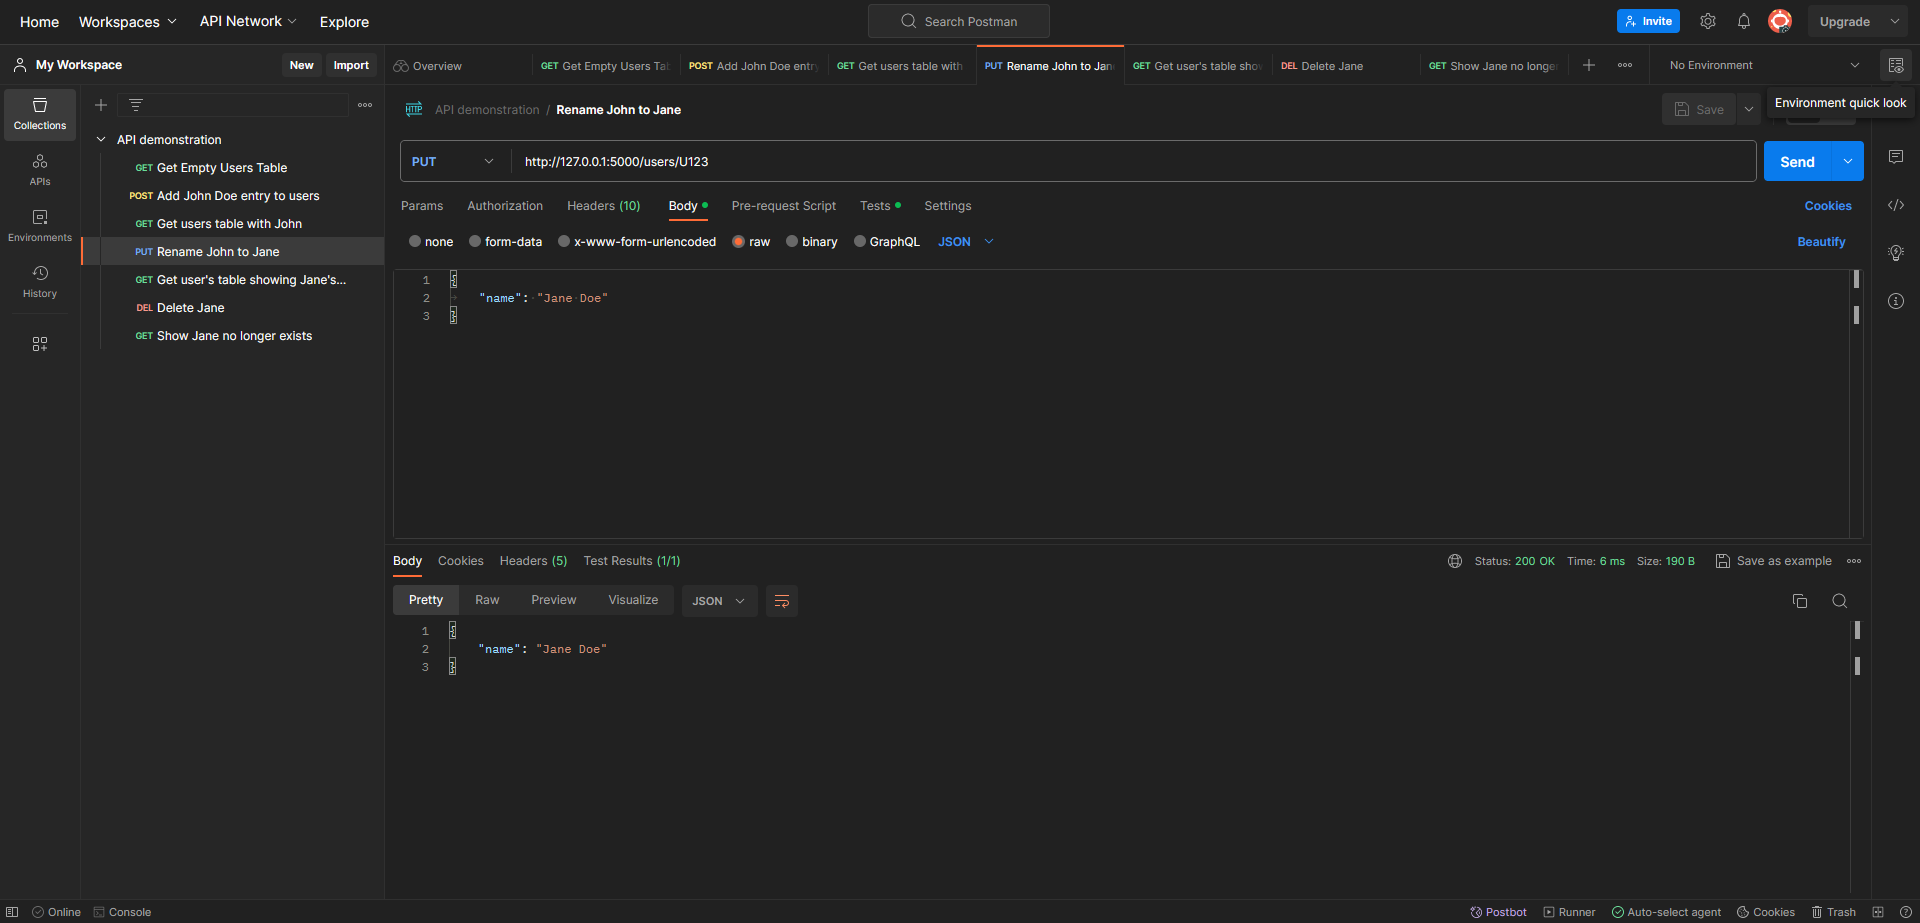 Home Workspaces API Network Explore Search Postman Invite Upgrade
My Workspace New Import
Overview GET Get Empty Users Tab POST Add John Doe entry GET Get users table with PUT Rename John to Jan GET Get user's table show DEL Delete Jane GET Show Jane no longer No Environment
Environment quick look
Collections
APIs
Environments
History
API demonstration
GET Get Empty Users Table
POST Add John Doe entry to users
GET Get users table with John
PUT Rename John to Jane
GET Get user's table showing Jane's...
DEL Delete Jane
GET Show Jane no longer exists
HTTP API demonstration / Rename John to Jane Save
PUT http://127.0.0.1:5000/users/U123 Send
Params Authorization Headers (10) Body Pre-request Script Tests Settings Cookies
none form-data x-www-form-urlencoded raw binary GraphQL JSON Beautify
1 {
2 "name": "Jane Doe"
3 }
Body Cookies Headers (5) Test Results (1/1) Status: 200 OK Time: 6 ms Size: 190 B Save as example
Pretty Raw Preview Visualize JSON
1 {
2 "name": "Jane Doe"
3 }
Online Console Postbot Runner Auto-select agent Cookies Trash